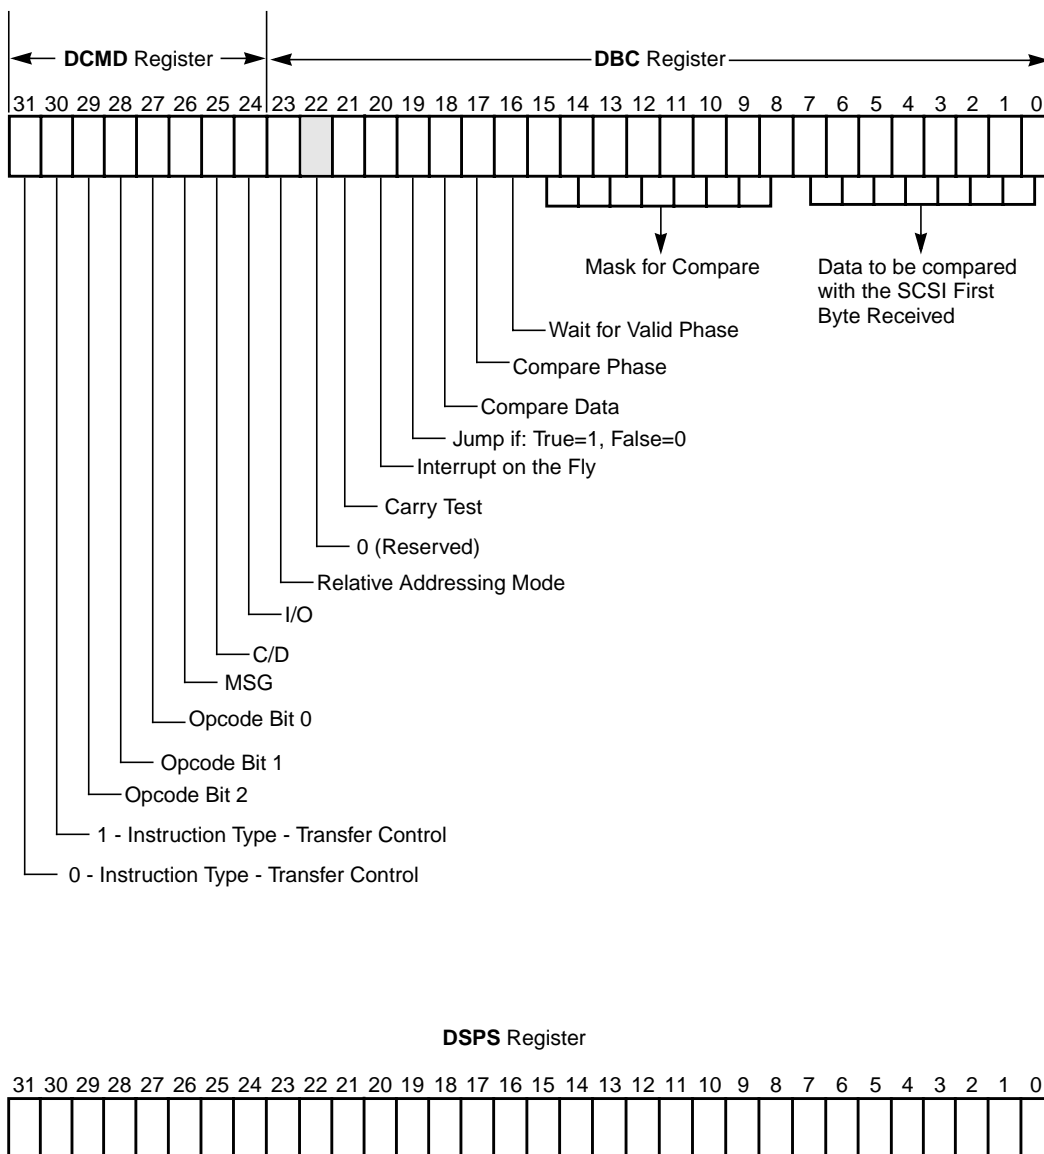 DCMD Register
DBC Register
31 30 29 28 27 26 25 24 23 22 21 20 19 18 17 16 15 14 13 12 11 10 9 8 7 6 5 4 3 2 1 0
Mask for Compare
Data to be compared
with the SCSI First
Byte Received
Wait for Valid Phase
Compare Phase
Compare Data
Jump if: True=1, False=0
Interrupt on the Fly
Carry Test
0 (Reserved)
Relative Addressing Mode
I/O
C/D
MSG
Opcode Bit 0
Opcode Bit 1
Opcode Bit 2
1 - Instruction Type - Transfer Control
0 - Instruction Type - Transfer Control
DSPS Register
31 30 29 28 27 26 25 24 23 22 21 20 19 18 17 16 15 14 13 12 11 10 9 8 7 6 5 4 3 2 1 0